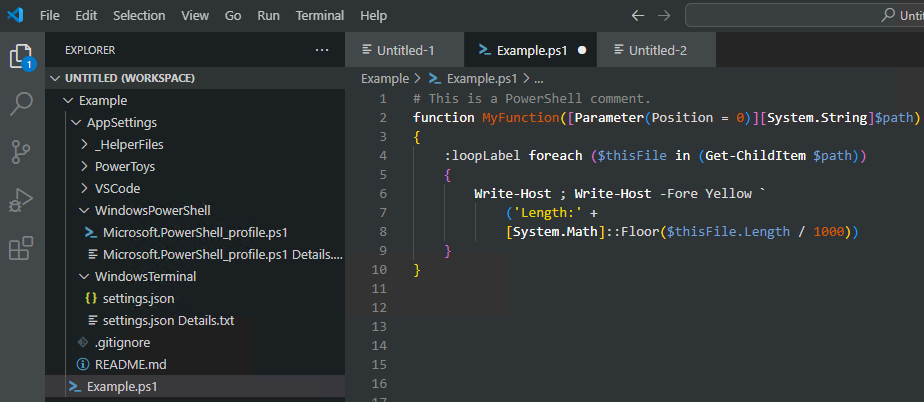 File Edit Selection View Go Run Terminal Help
Unti
1
EXPLORER
UNTITLED (WORKSPACE)
Example
AppSettings
_HelperFiles
PowerToys
VSCode
WindowsPowerShell
Microsoft.PowerShell_profile.ps1
Microsoft.PowerShell_profile.ps1 Details....
WindowsTerminal
{} settings.json
settings.json Details.txt
.gitignore
README.md
Example.ps1
Untitled-1 Example.ps1 Untitled-2
Example > Example.ps1 > ...
1 # This is a PowerShell comment.
2 function MyFunction([Parameter(Position = 0)][System.String]$path)
3 {
4 :loopLabel foreach ($thisFile in (Get-ChildItem $path))
5 {
6 Write-Host ; Write-Host -Fore Yellow `
7 ('Length:' +
8 [System.Math]::Floor($thisFile.Length / 1000))
9 }
10 }
11
12
13
14
15
16
17